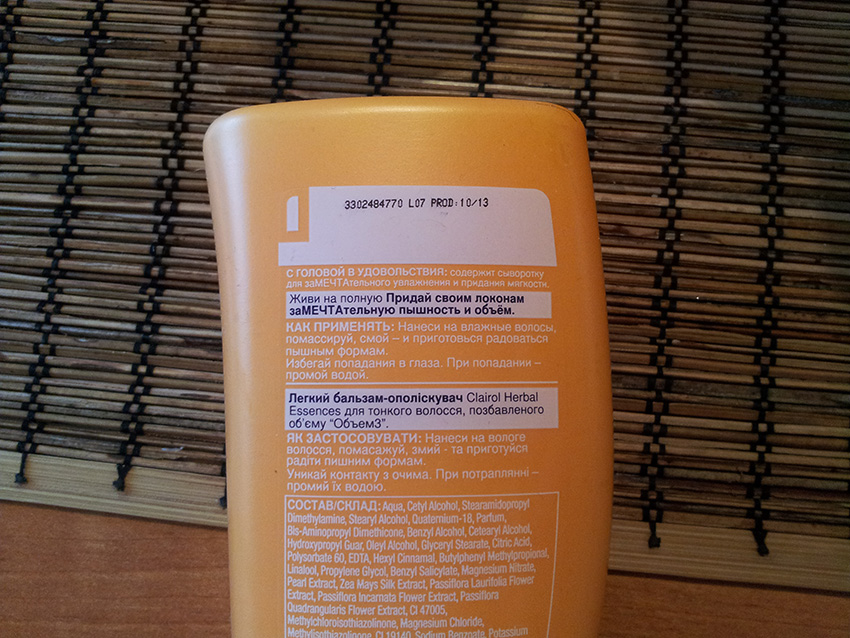 3302484770 L07 PROD:10/13
С ГОЛОВОЙ В УДОВОЛЬСТВИЯ: содержит сыворотку
для заМЕЧТАтельного увлажнения и придания мягкости.
Живи на полную Придай своим локонам
заМЕЧТАтельную пышность и объём.
КАК ПРИМЕНЯТЬ: Нанеси на влажные волосы,
помассируй, смой – и приготовься радоваться
пышным формам.
Избегай попадания в глаза. При попадании –
промой водой.
Легкий бальзам-ополіскувач Clairol Herbal
Essences для тонкого волосся, позбавленого
об'єму "Объем3".
ЯК ЗАСТОСОВУВАТИ: Нанеси на вологе
волосся, помасажуй, змий - та приготуйся
радіти пишним формам.
Уникай контакту з очима. При потраплянні –
промий їх водою.
СОСТАВ/СКЛАД: Aqua, Cetyl Alcohol, Stearamidopropyl
Dimethylamine, Stearyl Alcohol, Quaternium-18, Parfum,
Bis-Aminopropyl Dimethicone, Benzyl Alcohol, Cetearyl Alcohol,
Hydroxypropyl Guar, Oleyl Alcohol, Glyceryl Stearate, Citric Acid,
Polysorbate 60, EDTA, Hexyl Cinnamal, Butylphenyl Methylpropional,
Linalool, Propylene Glycol, Benzyl Salicylate, Magnesium Nitrate,
Pearl Extract, Zea Mays Silk Extract, Passiflora Laurifolia Flower
Extract, Passiflora Incarnata Flower Extract, Passiflora
Quadrangularis Flower Extract, CI 47005,
Methylchloroisothiazolinone, Magnesium Chloride,
Methylisothiazolinone, CI 19140, Sodium Benzoate, Potassium